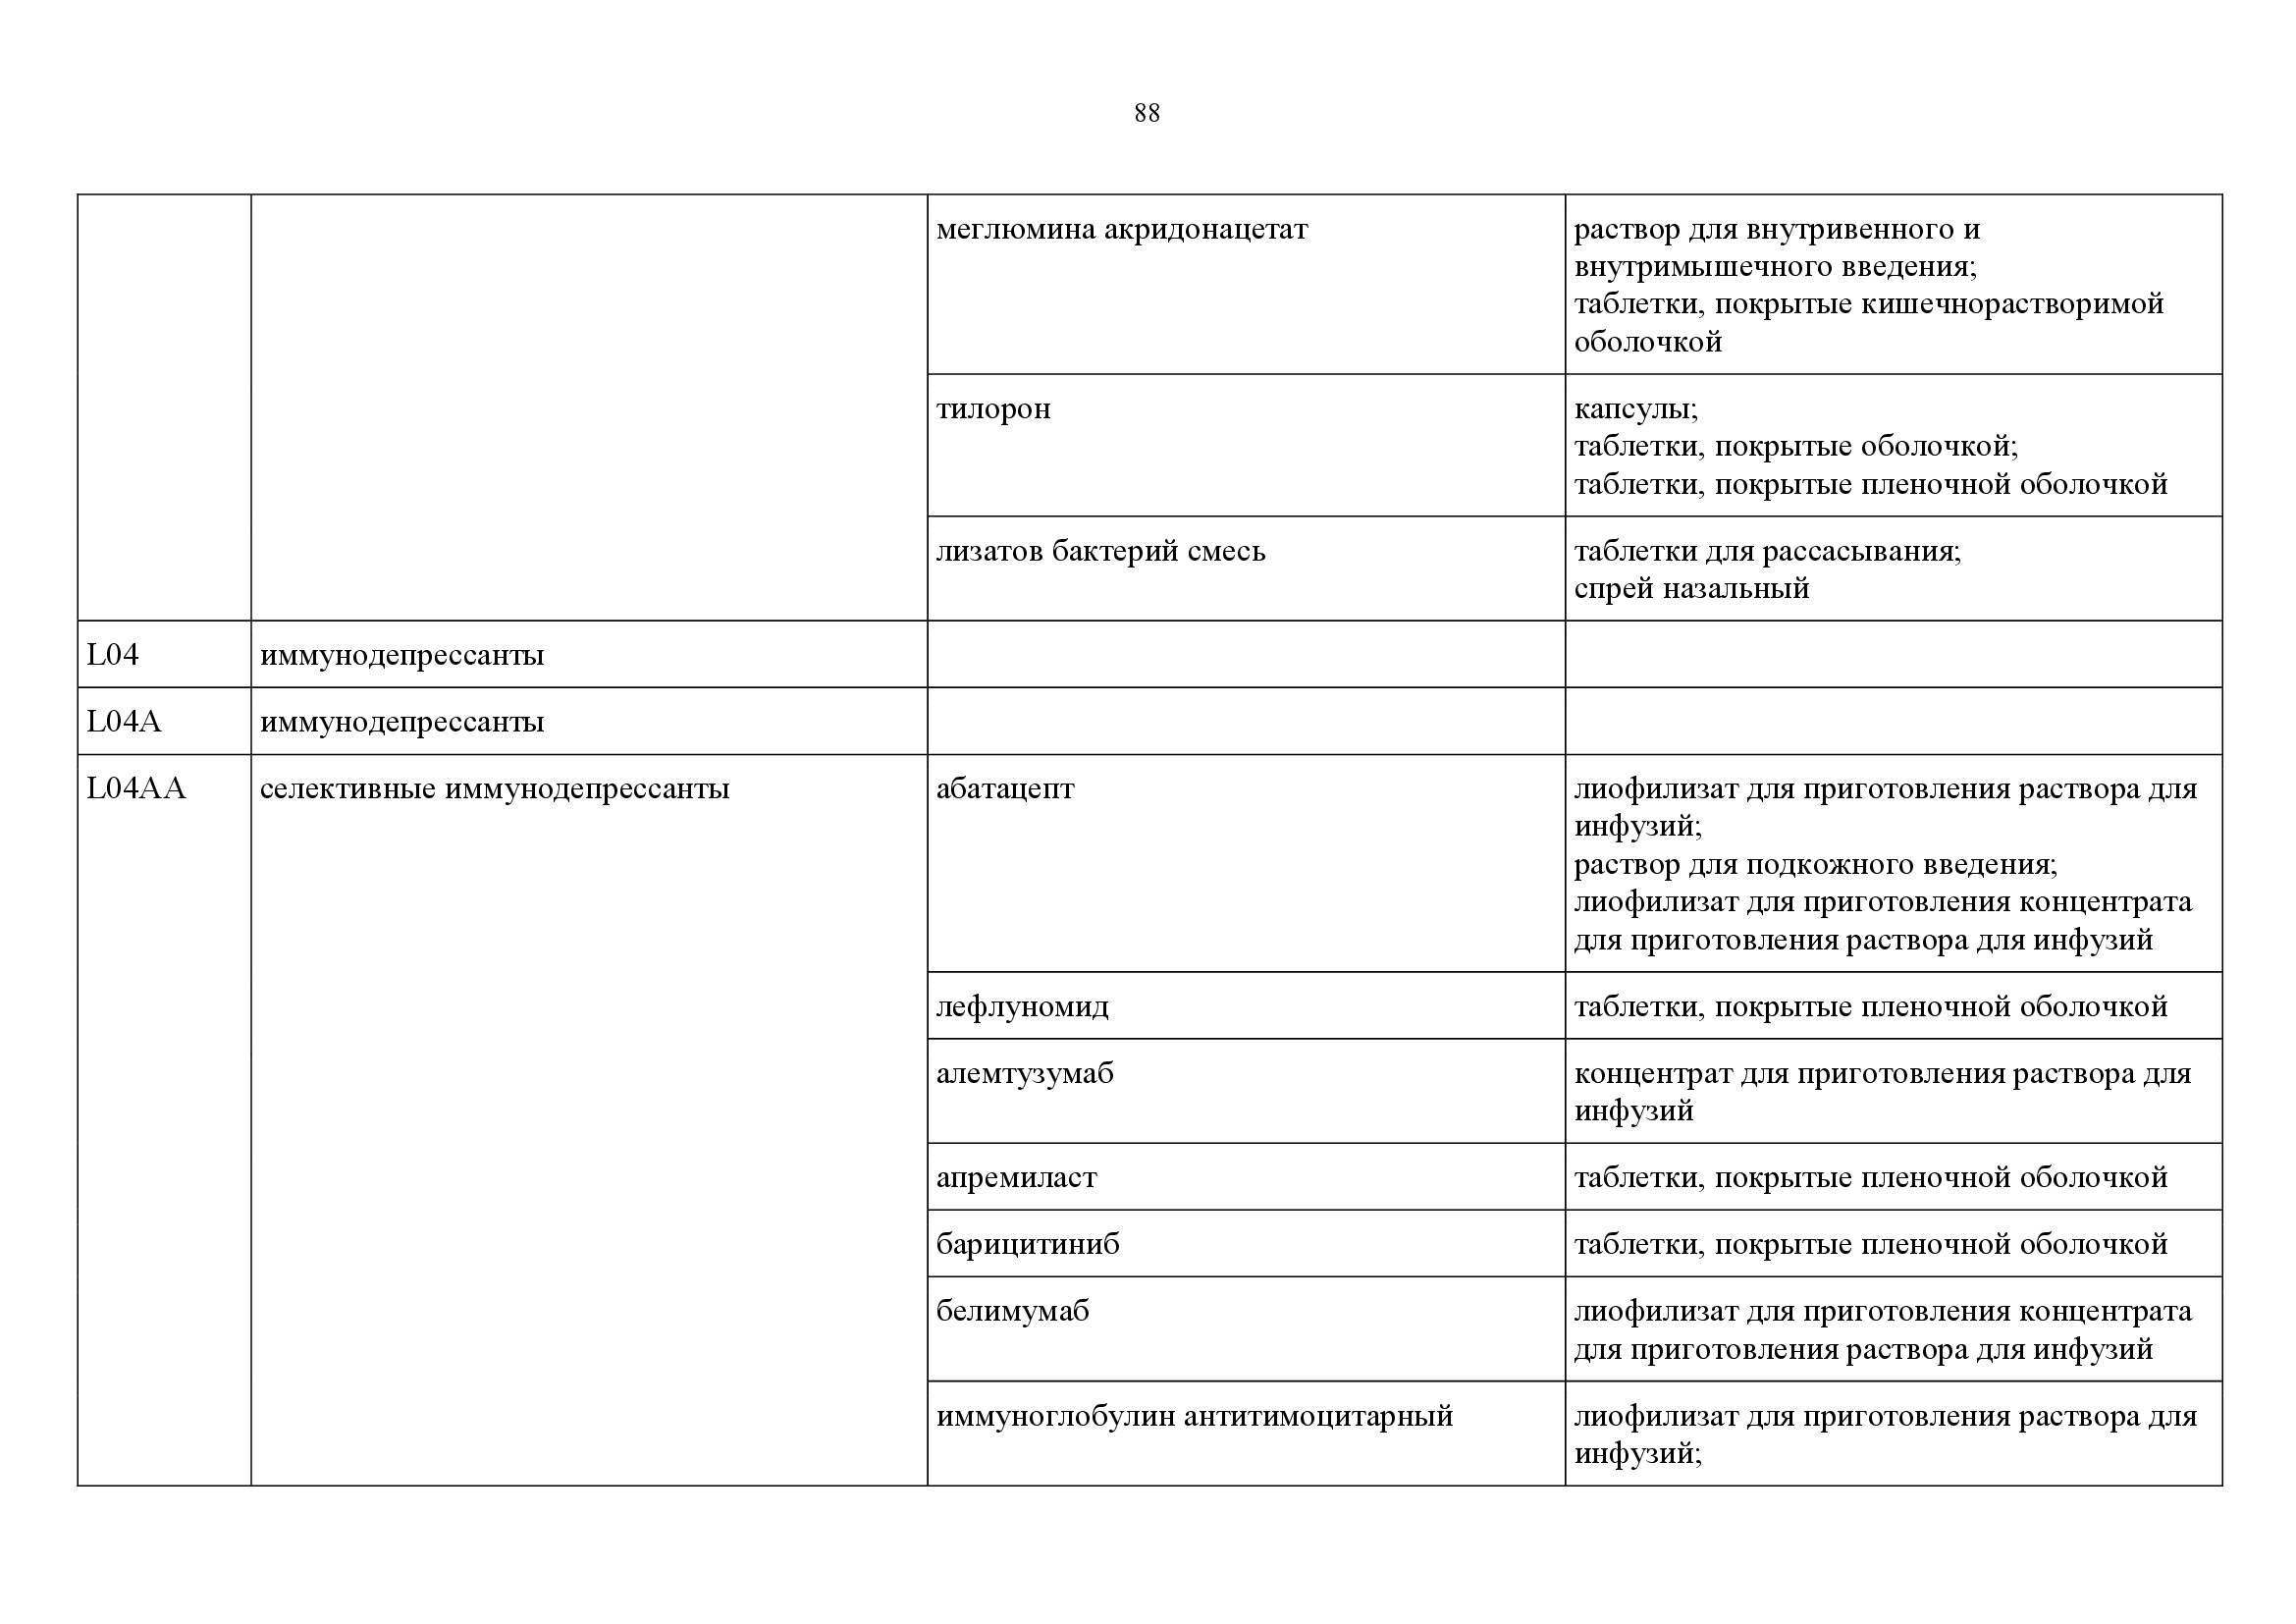 88
меглюмина акридонацетат
раствор для внутривенного и
внутримышечного введения;
таблетки, покрытые кишечнорастворимой
оболочкой
тилорон
капсулы;
таблетки, покрытые оболочкой;
таблетки, покрытые пленочной оболочкой
лизатов бактерий смесь
таблетки для рассасывания;
спрей назальный
L04
иммунодепрессанты
L04A
иммунодепрессанты
L04AA
селективные иммунодепрессанты
абатацепт
лиофилизат для приготовления раствора для
инфузий;
раствор для подкожного введения;
лиофилизат для приготовления концентрата
для приготовления раствора для инфузий
лефлуномид
таблетки, покрытые пленочной оболочкой
алемтузумаб
концентрат для приготовления раствора для
инфузий
апремиласт
таблетки, покрытые пленочной оболочкой
барицитиниб
таблетки, покрытые пленочной оболочкой
белимумаб
лиофилизат для приготовления концентрата
для приготовления раствора для инфузий
иммуноглобулин антитимоцитарный
лиофилизат для приготовления раствора для
инфузий;